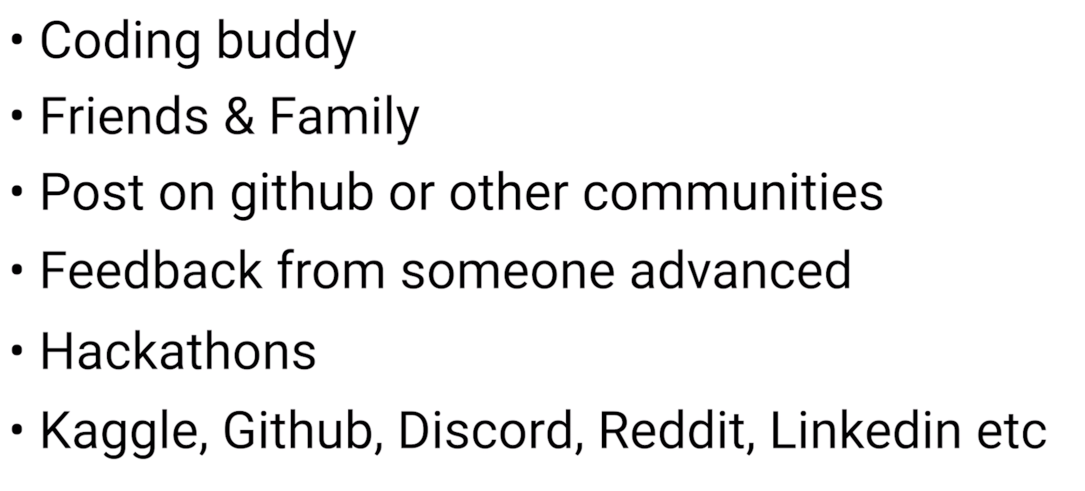 • Coding buddy
• Friends & Family
• Post on github or other communities
• Feedback from someone advanced
• Hackathons
• Kaggle, Github, Discord, Reddit, Linkedin etc